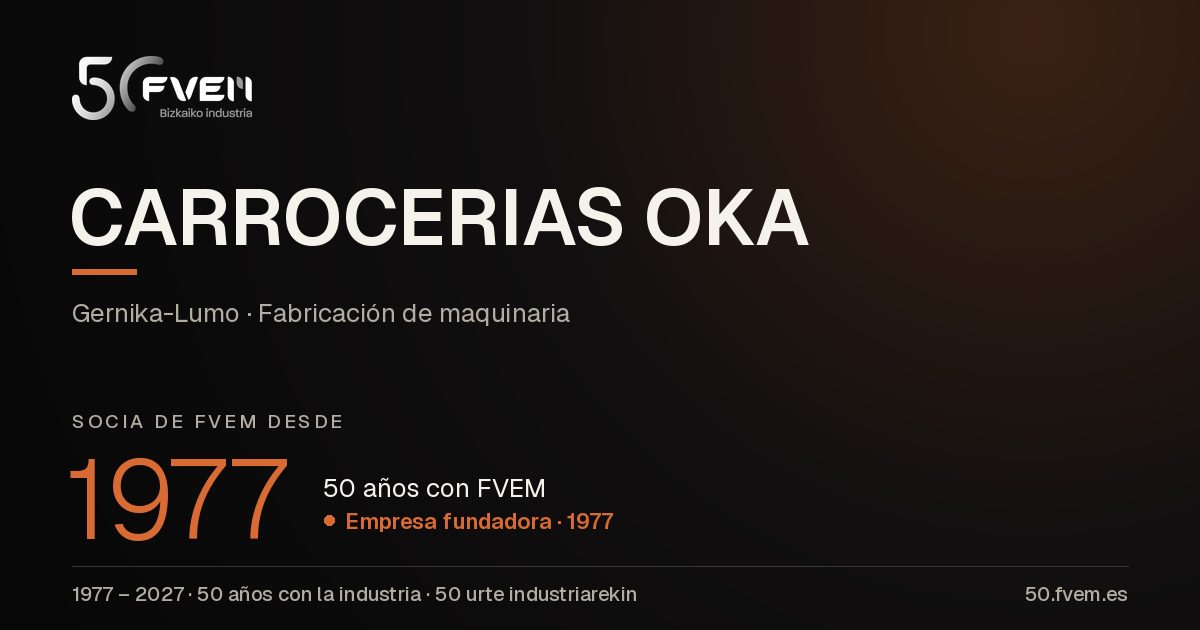 50 FVEM
Bizkaiko industria
CARROCERIAS OKA
Gernika-Lumo · Fabricación de maquinaria
SOCIA DE FVEM DESDE
1977
50 años con FVEM
Empresa fundadora · 1977
1977 – 2027 · 50 años con la industria · 50 urte industriarekin
50.fvem.es